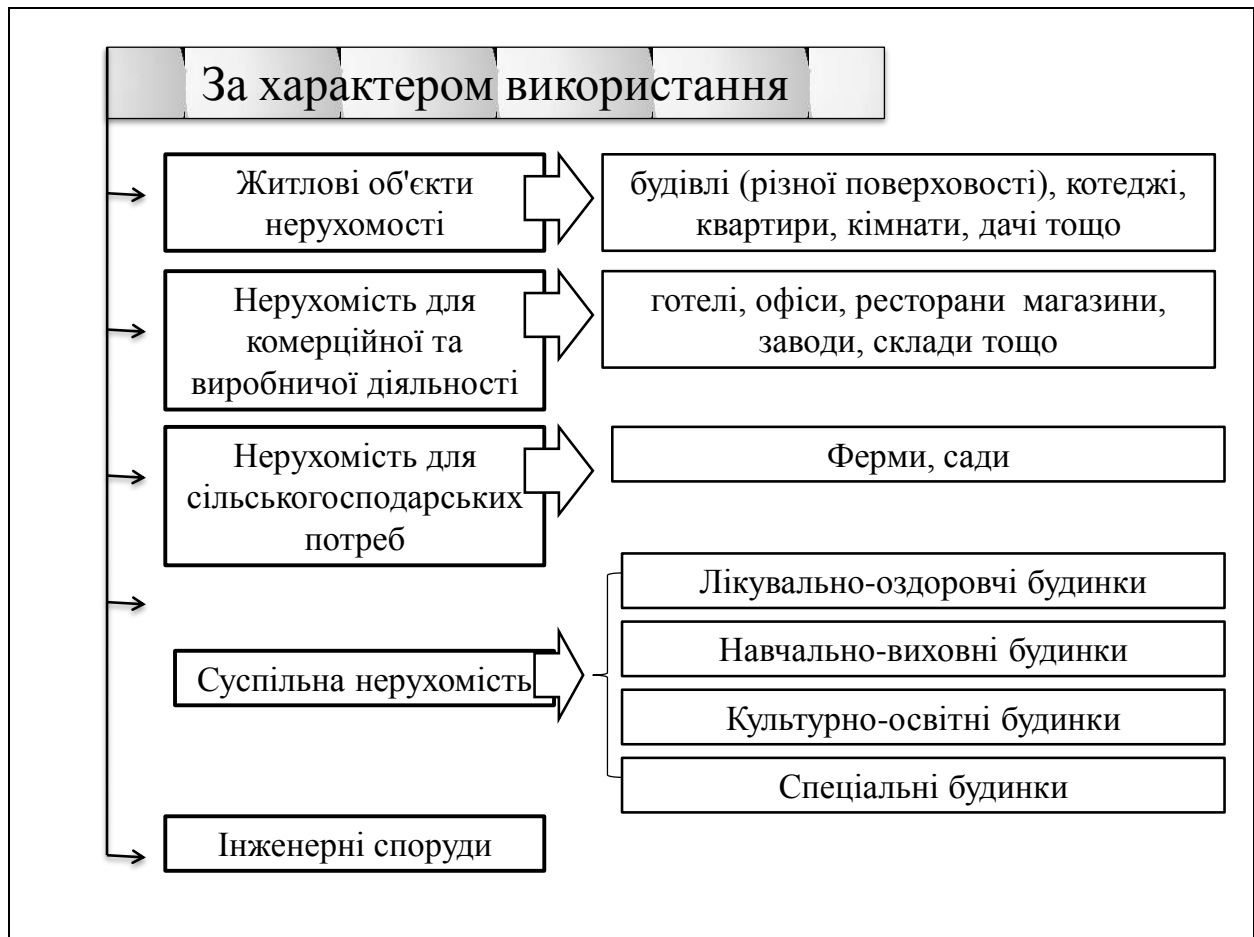 За характером використання
Житлові об'єкти
нерухомості
будівлі (різної поверховості), котеджі,
квартири, кімнати, дачі тощо
Нерухомість для
комерційної та
виробничої діяльності
готелі, офіси, ресторани  магазини,
заводи, склади тощо
Нерухомість для
сільськогосподарських
потреб
Ферми, сади
Суспільна нерухомість
Лікувально-оздоровчі будинки
Навчально-виховні будинки
Культурно-освітні будинки
Спеціальні будинки
Інженерні споруди